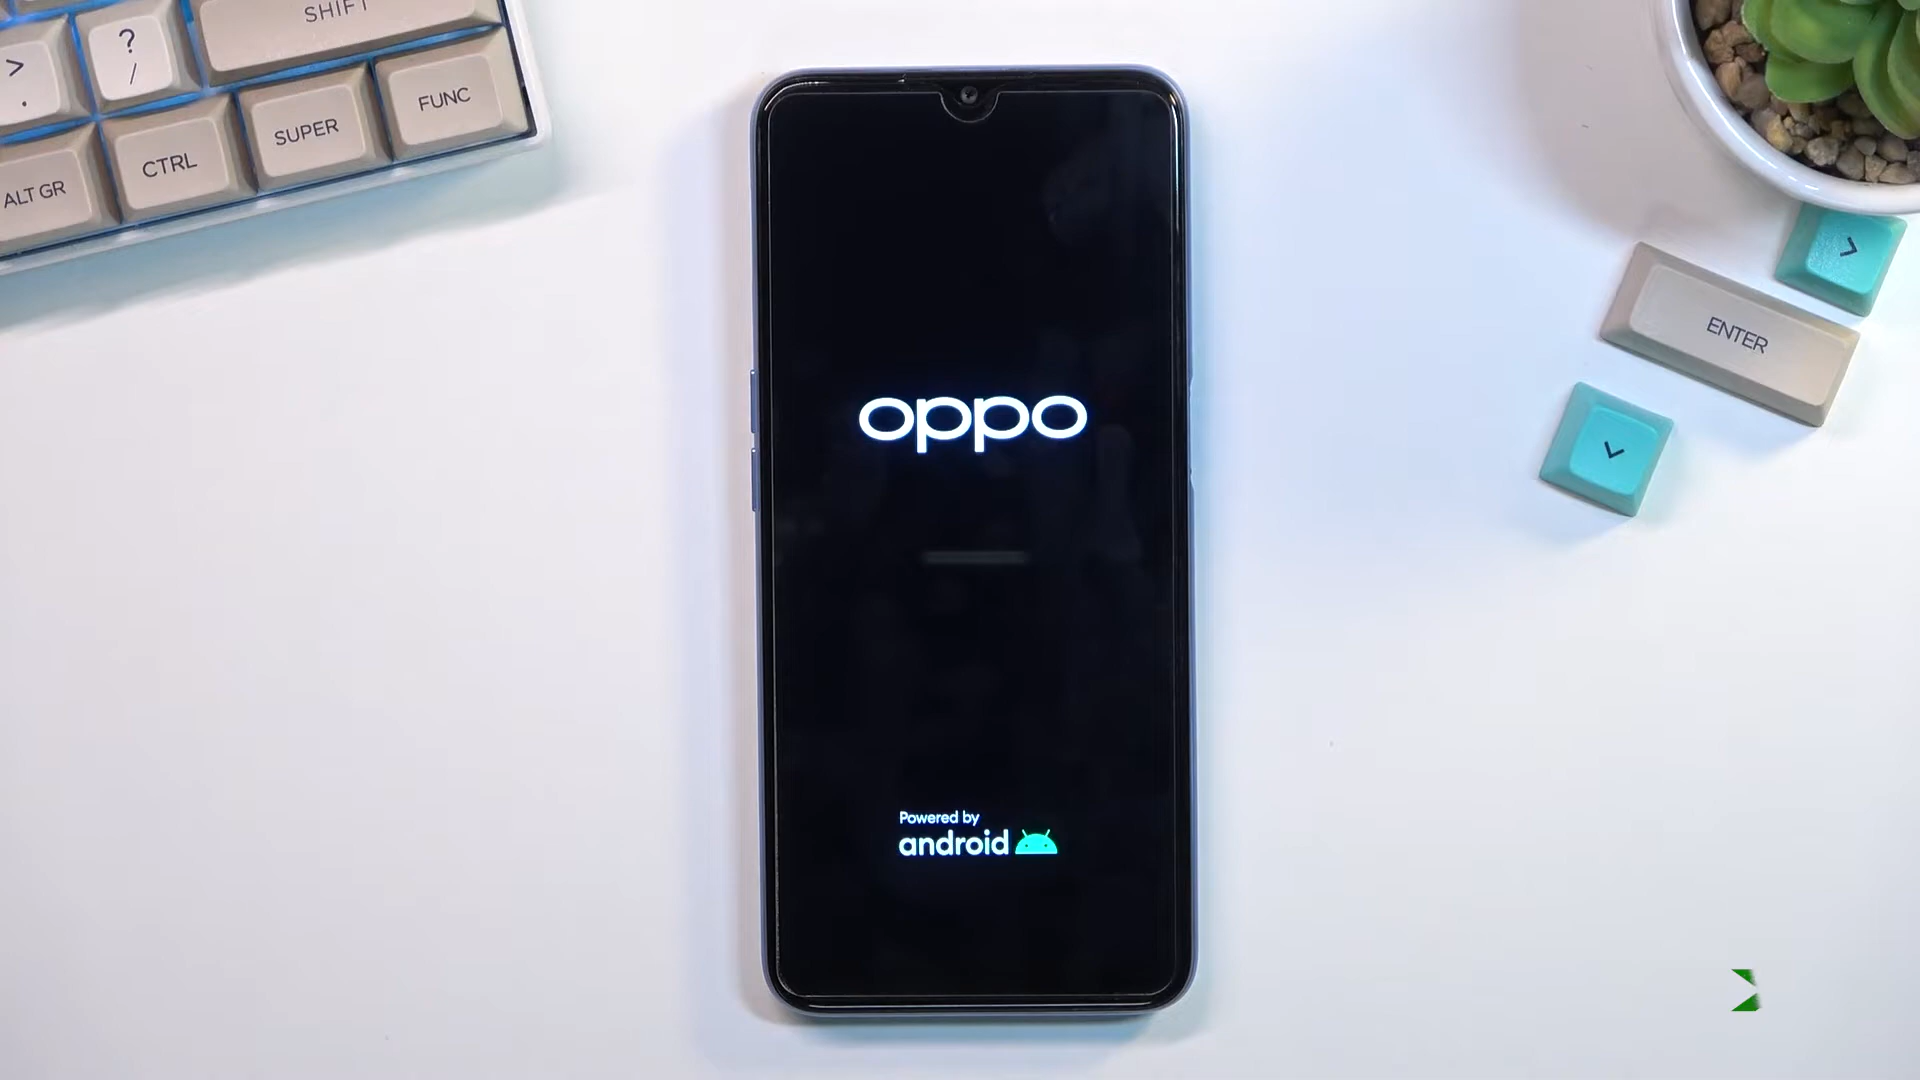 SHIFT
> .
? /
FUNC
SUPER
CTRL
ALT GR
>
ENTER
>
oppo
Powered by
android